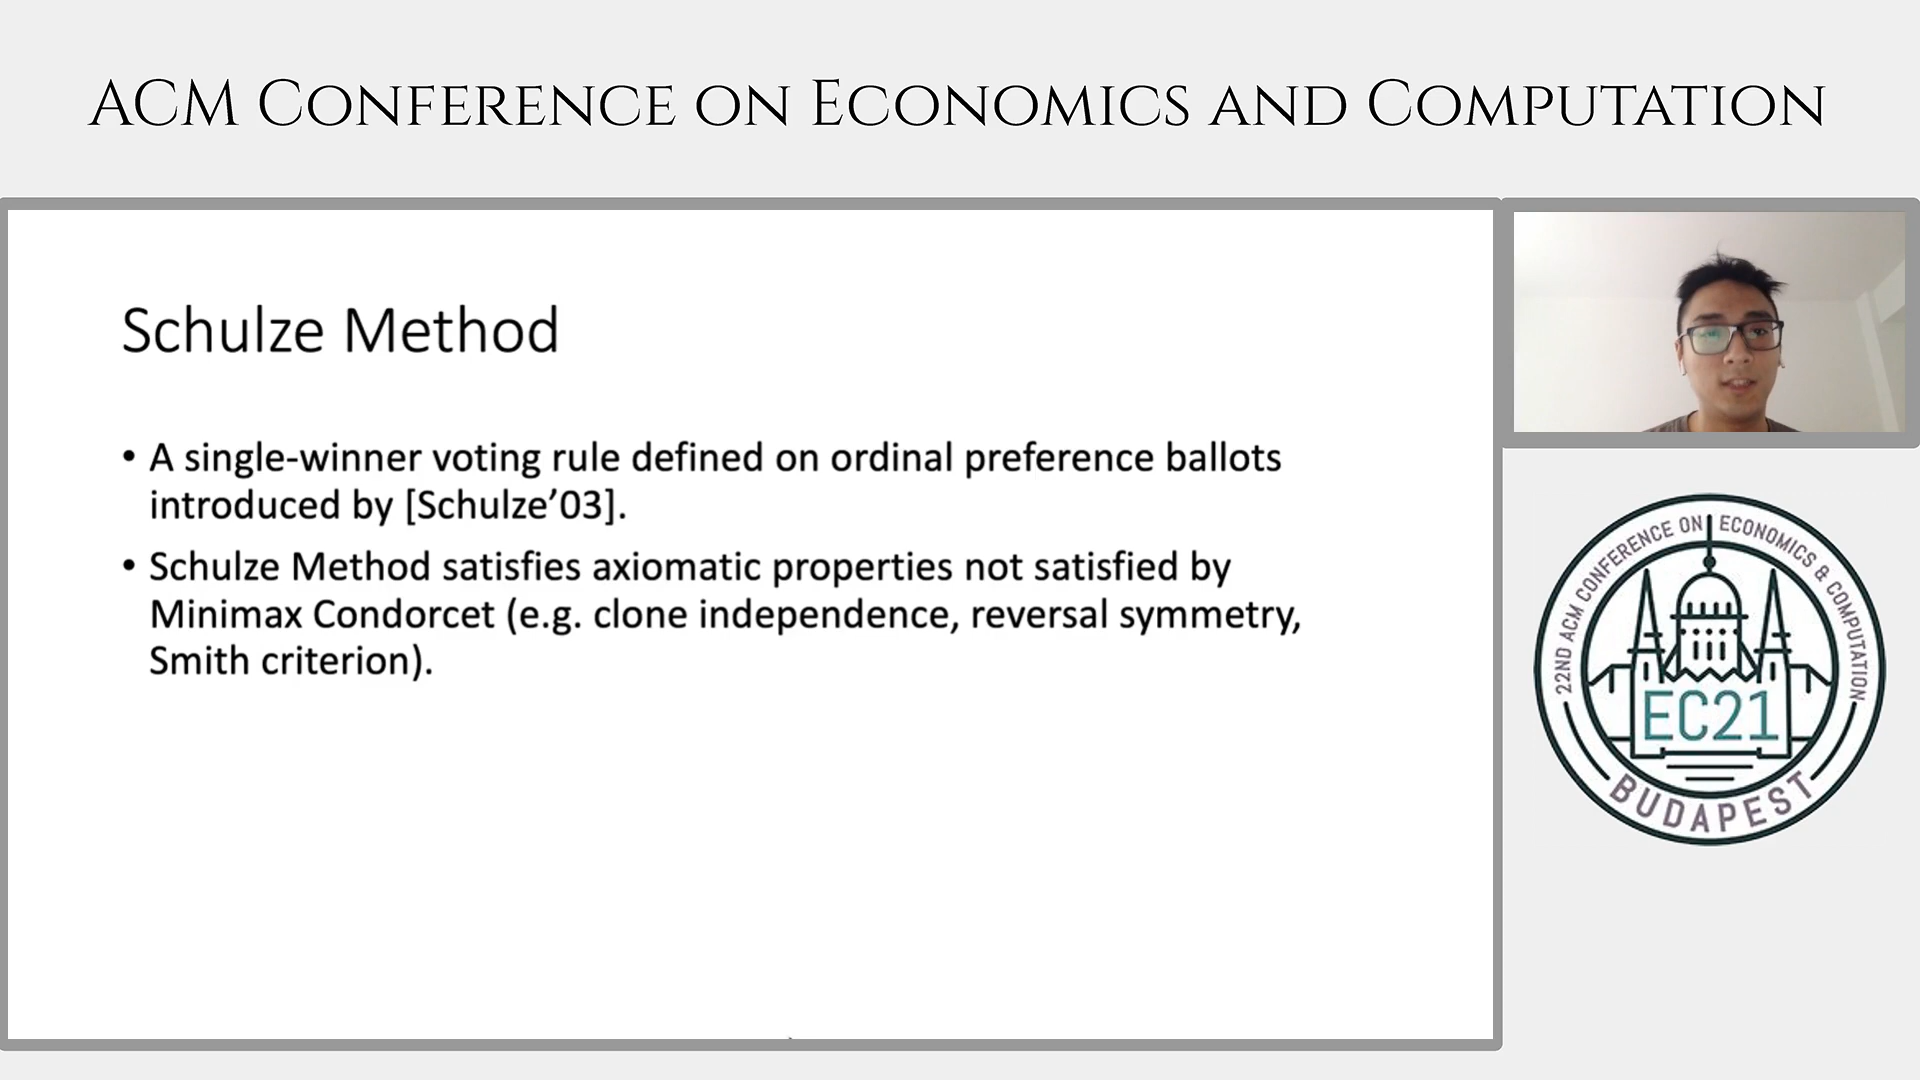 ACM Conference on Economics and Computation
Schulze Method
• A single-winner voting rule defined on ordinal preference ballots
introduced by [Schulze’03].
• Schulze Method satisfies axiomatic properties not satisfied by
Minimax Condorcet (e.g. clone independence, reversal symmetry,
Smith criterion).
22ND ACM CONFERENCE ON ECONOMICS & COMPUTATION
EC21
BUDAPEST